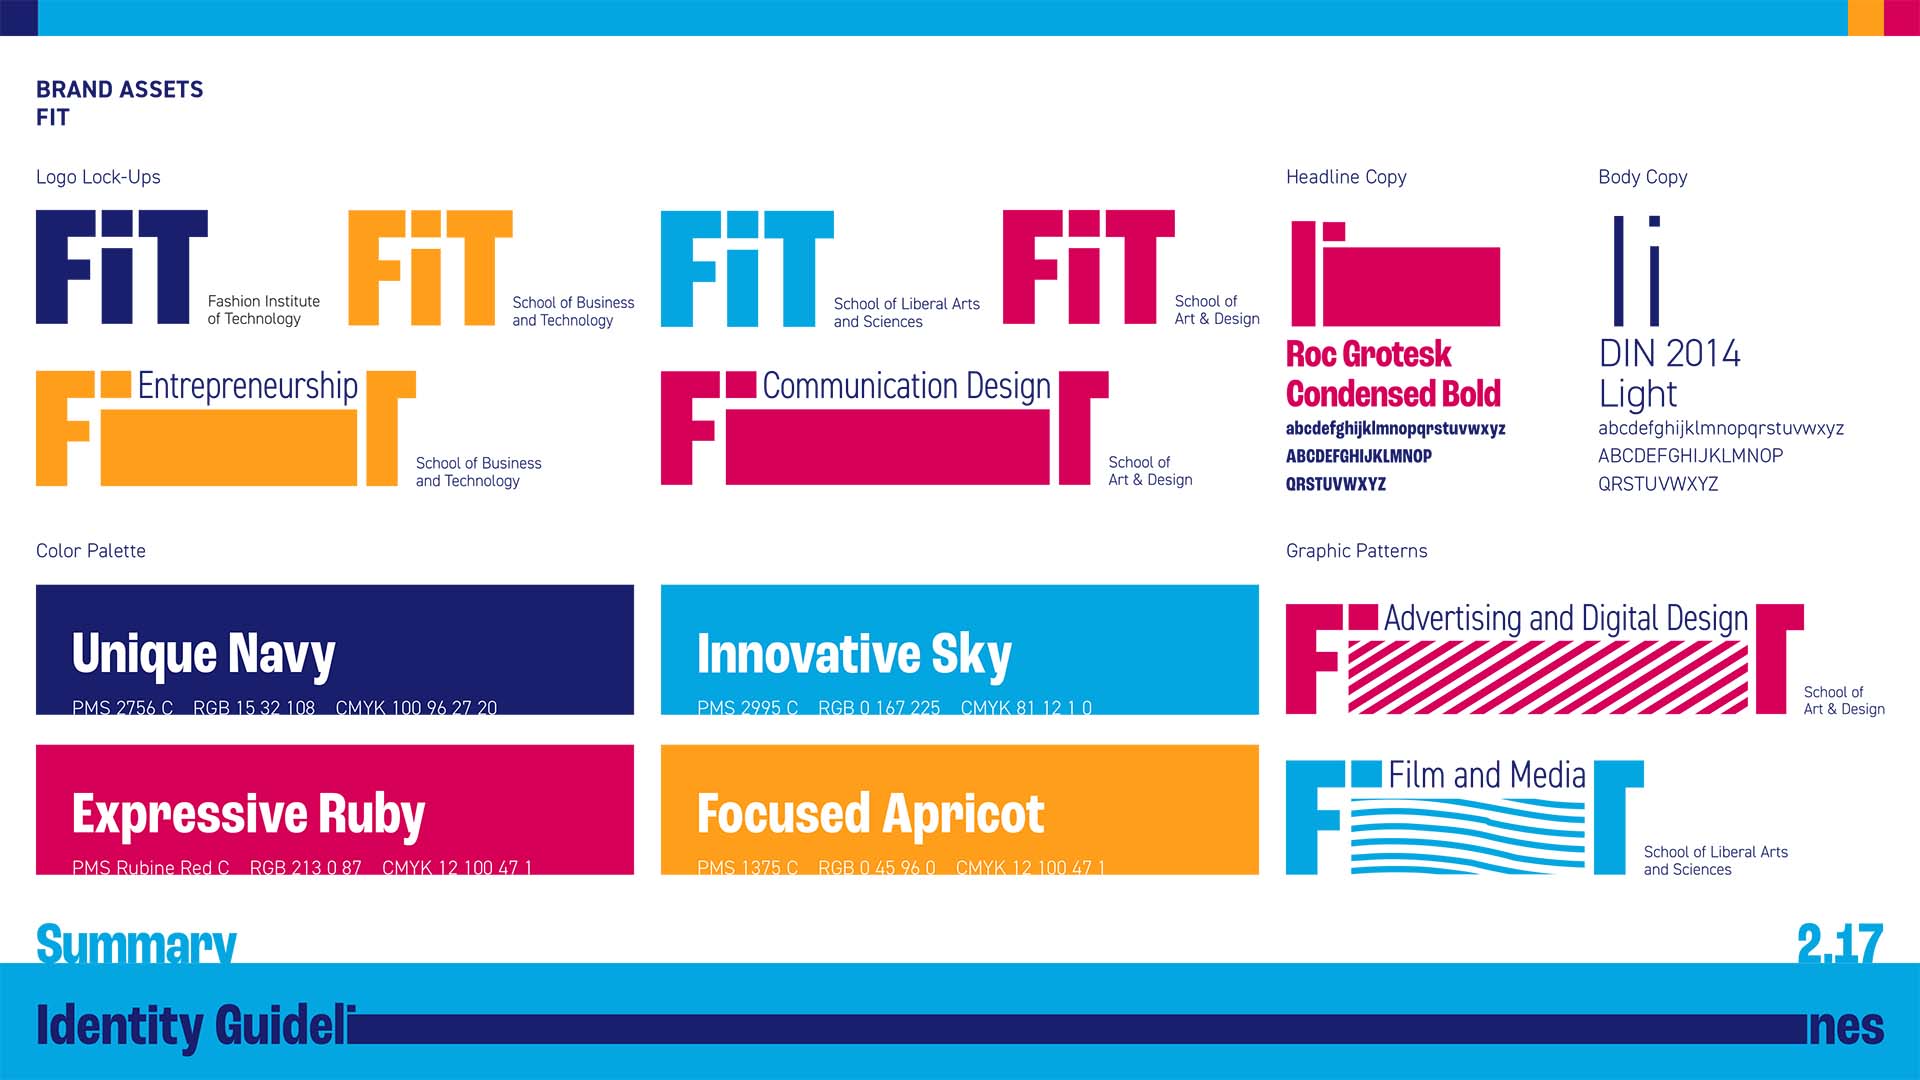 BRAND ASSETS
FIT
Logo Lock-Ups
FiT
Fashion Institute
of Technology
FiT
School of Business
and Technology
FiT
School of Liberal Arts
and Sciences
FiT
School of
Art & Design
Fi Entrepreneurship T
School of Business
and Technology
Fi Communication Design T
School of
Art & Design
Headline Copy
Ii
Roc Grotesk
Condensed Bold
abcdefghijklmnopqrstuvwxyz
ABCDEFGHIJKLMNOP
QRSTUVWXYZ
Body Copy
Ii
DIN 2014
Light
abcdefghijklmnopqrstuvwxyz
ABCDEFGHIJKLMNOP
QRSTUVWXYZ
Color Palette
Unique Navy
PMS 2756 C RGB 15 32 108 CMYK 100 96 27 20
Innovative Sky
PMS 2995 C RGB 0 167 225 CMYK 81 12 1 0
Expressive Ruby
PMS Rubine Red C RGB 213 0 87 CMYK 12 100 47 1
Focused Apricot
PMS 1375 C RGB 0 45 96 0 CMYK 12 100 47 1
Graphic Patterns
Fi Advertising and Digital Design T
School of
Art & Design
Fi Film and Media T
School of Liberal Arts
and Sciences
Summary
2.17
Identity Guidelines